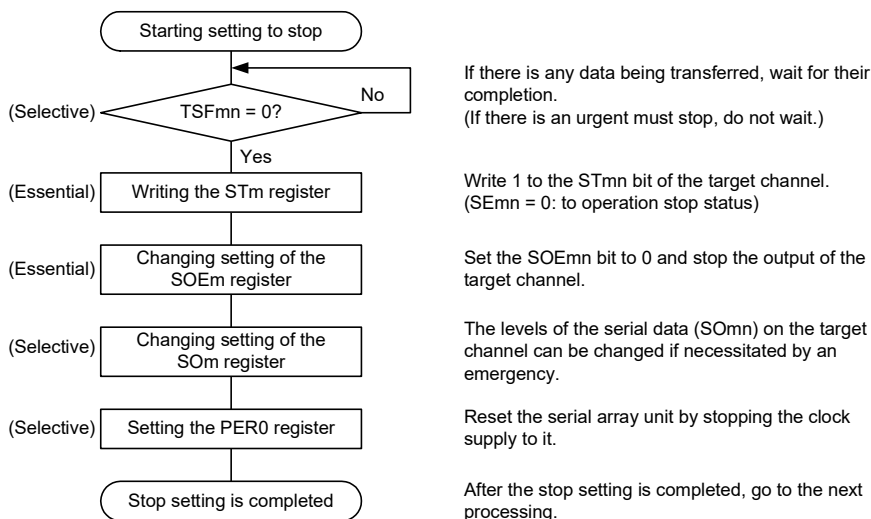 Starting setting to stop
If there is any data being transferred, wait for their
completion.
(If there is an urgent must stop, do not wait.)
(Selective)
TSFmn = 0?
No
Yes
(Essential)
Writing the STm register
Write 1 to the STmn bit of the target channel.
(SEmn = 0: to operation stop status)
(Essential)
Changing setting of the
SOEm register
Set the SOEmn bit to 0 and stop the output of the
target channel.
(Selective)
Changing setting of the
SOm register
The levels of the serial data (SOmn) on the target
channel can be changed if necessitated by an
emergency.
(Selective)
Setting the PER0 register
Reset the serial array unit by stopping the clock
supply to it.
Stop setting is completed
After the stop setting is completed, go to the next
processing.